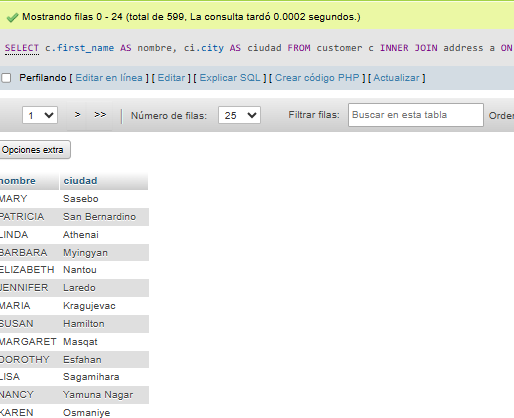 Mostrando filas 0 - 24 (total de 599, La consulta tardó 0.0002 segundos.)
SELECT c.first_name AS nombre, ci.city AS ciudad FROM customer c INNER JOIN address a ON
Perfilando [ Editar en línea ] [ Editar ] [ Explicar SQL ] [ Crear código PHP ] [ Actualizar ]
1 > >> Número de filas: 25 Filtrar filas: Buscar en esta tabla Orde
Opciones extra
nombre ciudad
MARY Sasebo
PATRICIA San Bernardino
LINDA Athenai
BARBARA Myingyan
ELIZABETH Nantou
JENNIFER Laredo
MARIA Kragujevac
SUSAN Hamilton
MARGARET Masqat
DOROTHY Esfahan
LISA Sagamihara
NANCY Yamuna Nagar
KAREN Osmaniye